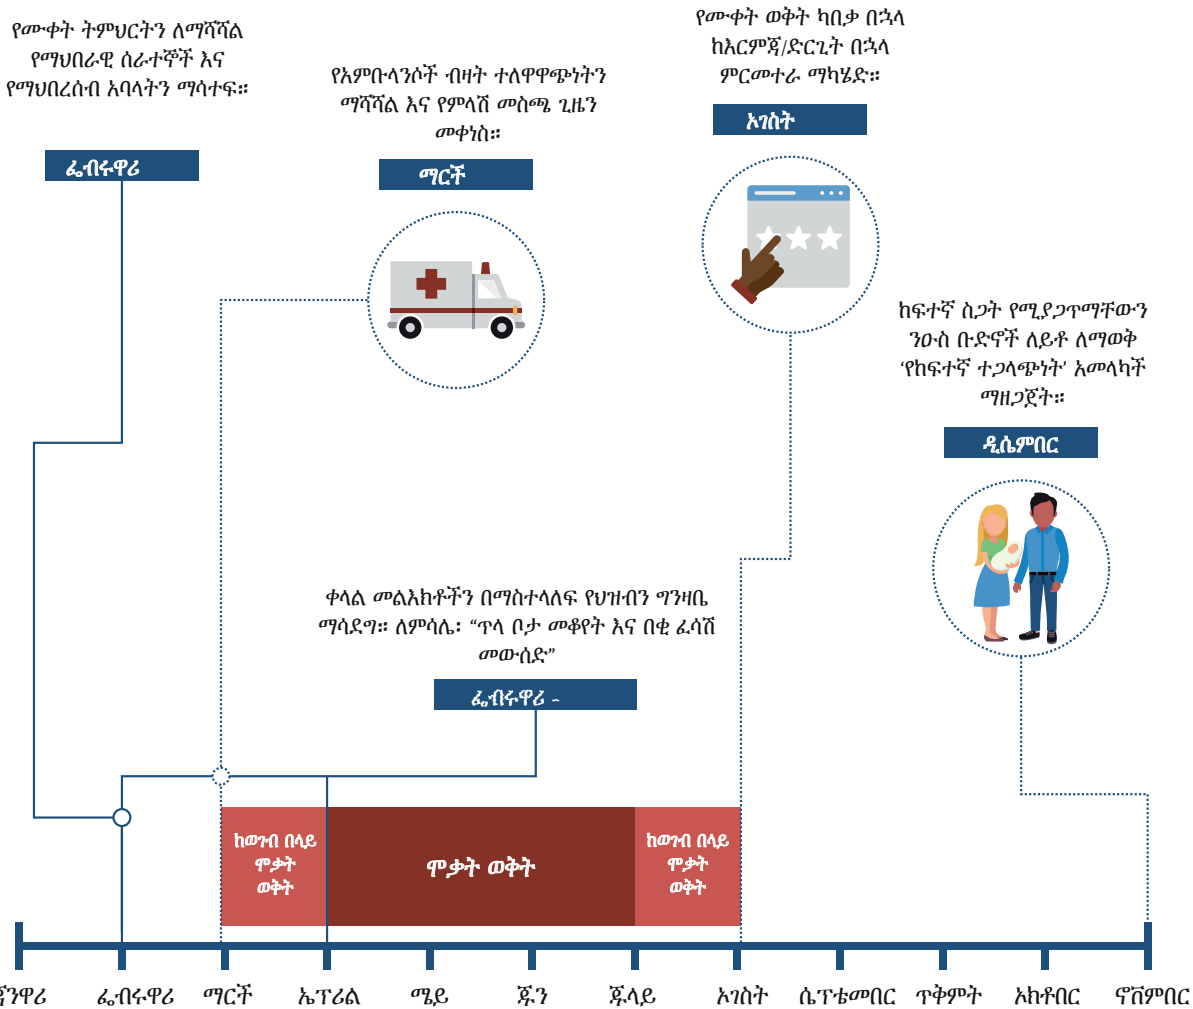 የሙቀት ትምህርትን ለማሻሻል
የማህበራዊ ሰራተኞች እና
የማህበረሰብ አባላትን ማሳተፍ።
ፌብሩዋሪ
የአምቡላንሶች ብዛት ተለዋዋጭነትን
ማሻሻል እና የምላሽ መስጫ ጊዜን
መቀነስ።
ማርች
የሙቀት ወቅት ካበቃ በኋላ
ከእርምጃ/ድርጊት በኋላ
ምርመተራ ማካሄድ።
ኦገስት
ከፍተኛ ስጋት የሚያጋጥማቸውን
ንዑስ ቡድኖች ለይቶ ለማወቅ
‘የከፍተኛ ተጋላጭነት’ አመላካች
ማዘጋጀት።
ዲሴምበር
ቀላል መልእክቶችን በማስተላለፍ የህዝብን ግንዛቤ
ማሳደግ። ለምሳሌ፡ “ጥላ ቦታ መቆየት እና በቂ ፈሳሽ
መውሰድ”
ፌብሩዋሪ -
ከወገብ በላይ
ሞቃት
ወቅት
ሞቃት ወቅት
ከወገብ በላይ
ሞቃት
ወቅት
ጃንዋሪ ፌብሩዋሪ ማርች ኤፕሪል ሜይ ጁን ጁላይ ኦገስት ሴፕቴመበር ጥቅምት ኦክቶበር ኖቨምበር